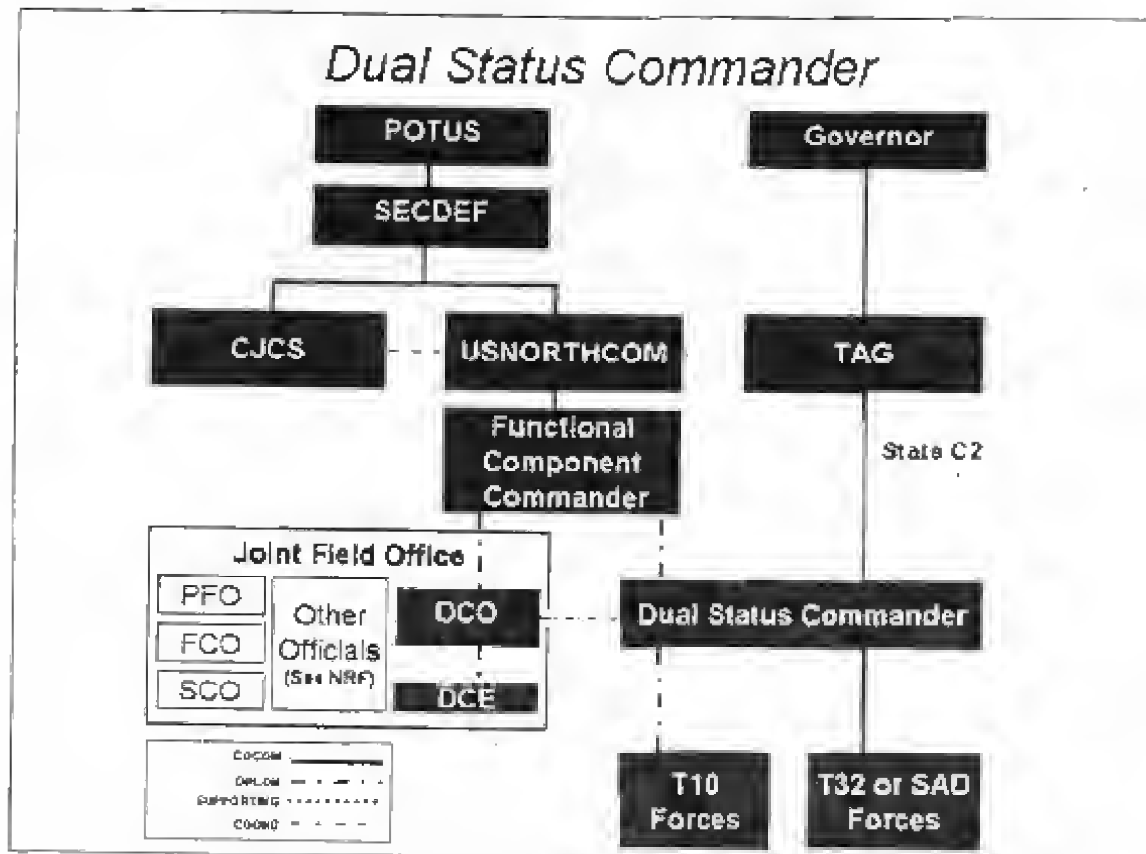 Dual Status Commander
POTUS
Governor
SECDEF
CJCS
USNORTHCOM
TAG
Functional
Component
Commander
State C2
Joint Field Office
PFO
FCO
SCO
Other
Officials
(See NRF)
DCO
DCE
Dual Status Commander
COCOM
OPCON
SUPPORTING
COORD
T10
Forces
T32 or SAD
Forces